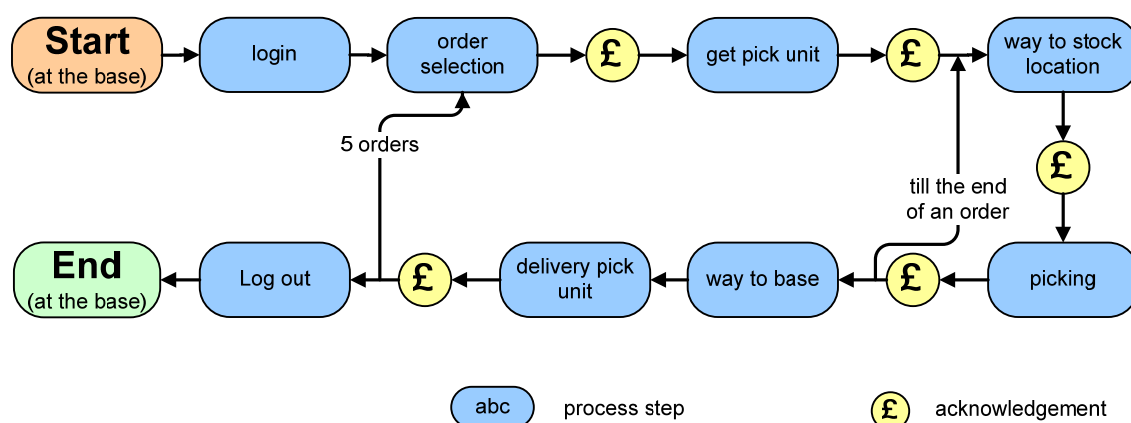 Start
(at the base)
login
order
selection
£
get pick unit
£
way to stock
location
£
5 orders
till the end
of an order
End
(at the base)
Log out
£
delivery pick
unit
way to base
£
picking
abc
process step
£
acknowledgement